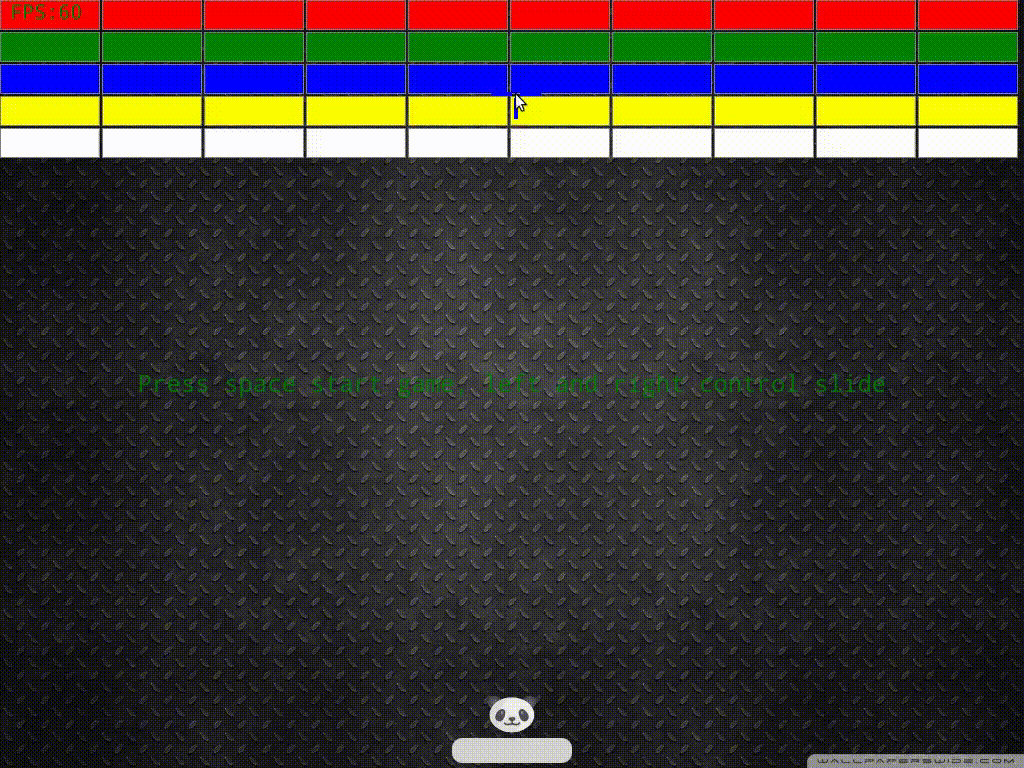 FPS:60
Press space start game, left and right control slide
WALLPAPERSWIDE.COM